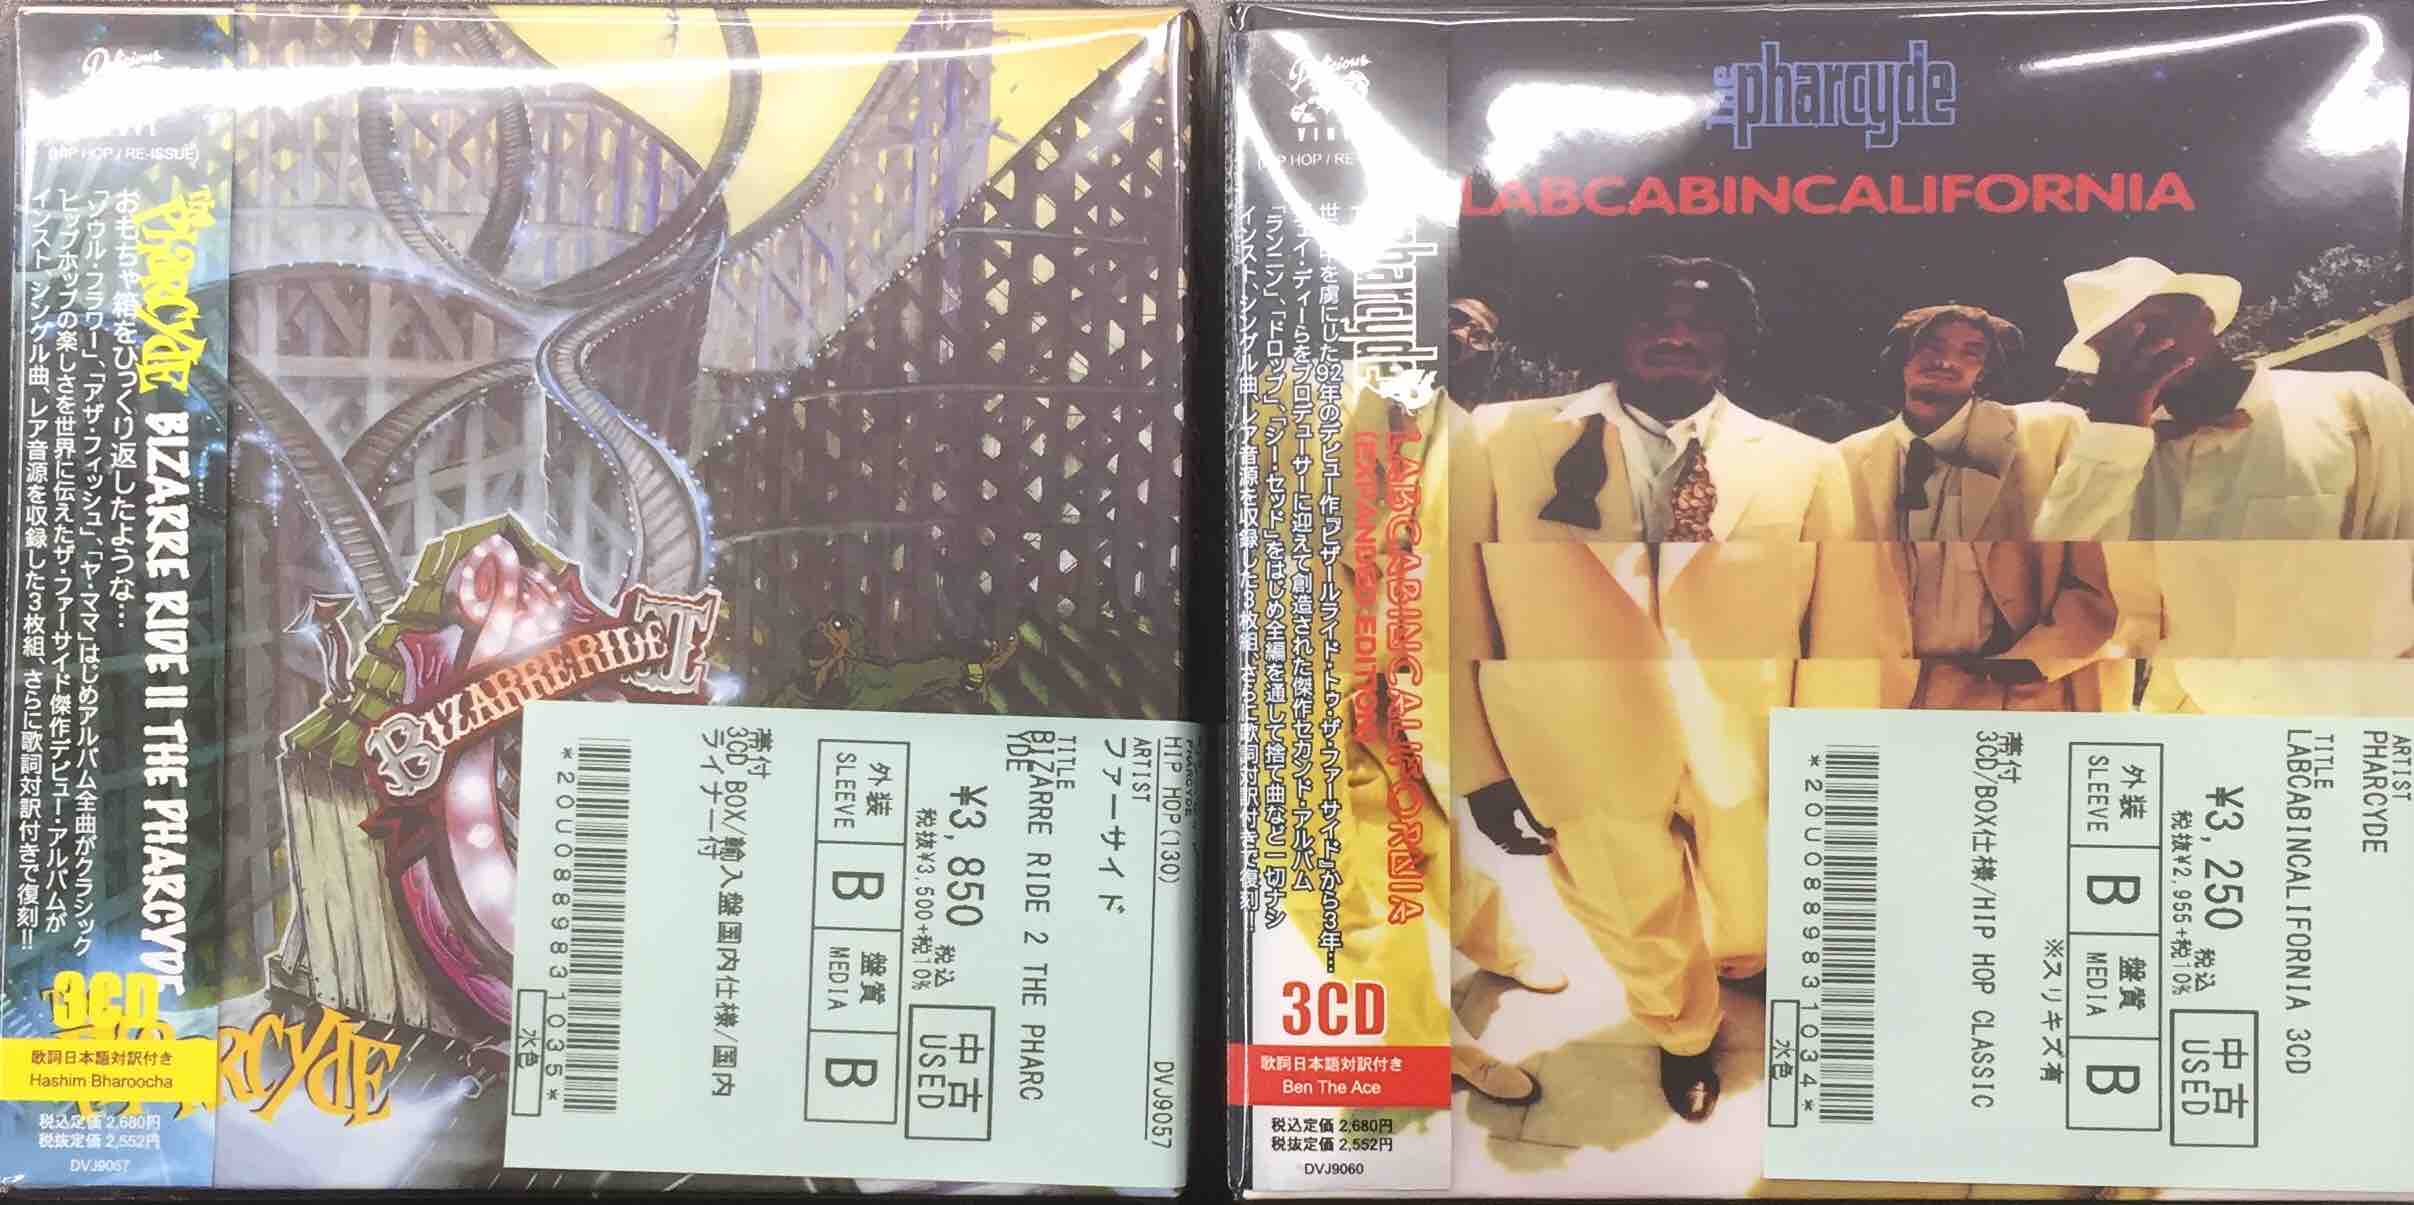 Delicious
(HIP HOP / RE-ISSUE)
THE PHARCYDE
BIZARRE RIDE II THE PHARCYDE
おもちゃ箱をひっくり返したような…
「ソウル・フラワー」、「アザ・フィッシュ」、「ヤ・ママ」はじめアルバム全曲がクラシック
ヒップホップの楽しさを世界に伝えたザ・ファーサイド傑作デビュー・アルバムが
インスト、シングル曲、レア音源を収録した3枚組、さらに歌詞対訳付きで復刻!!
3CD
歌詞日本語対訳付き
Hashim Bharoocha
税込定価 2,680円
税抜定価 2,552円
DVJ9057
BIZARRE RIDE II
HIP HOP(130)
DVJ9057
ARTIST
ファーサイド
TITLE
BIZARRE RIDE 2 THE PHARC
YDE
¥3,850 税込
税抜¥3,500+税10%
中古
USED
外装
SLEEVE
B
盤質
MEDIA
B
帯付
3CD BOX/輸入盤国内仕様/国内
ライナー付
*20U0889831035*
水色
Delicious
VINYL
HIP HOP / RE
pharcyde
LABCABINCALIFORNIA
[EXPANDED EDITION]
世界中を虜にした92年のデビュー作『ビザールライド・トゥ・ザ・ファーサイド』から3年…
ジェイ・ディーらをプロデューサーに迎えて創造された傑作セカンド・アルバム
「ランニン」、「ドロップ」、「シー・セッド」をはじめ全編を通して捨て曲など一切ナシ
インスト、シングル曲、レア音源を収録した3枚組、さらに歌詞対訳付きで復刻!!
3CD
歌詞日本語対訳付き
Ben The Ace
税込定価 2,680円
税抜定価 2,552円
DVJ9060
the pharcyde
LABCABINCALIFORNIA
ARTIST
PHARCYDE
TITLE
LABCABINCALIFORNIA 3CD
¥3,250 税込
税抜¥2,955+税10%
中古
USED
外装
SLEEVE
B
盤質
MEDIA
B
※スリキズ有
帯付
3CD/BOX仕様/HIP HOP CLASSIC
*20U0889831034*
水色